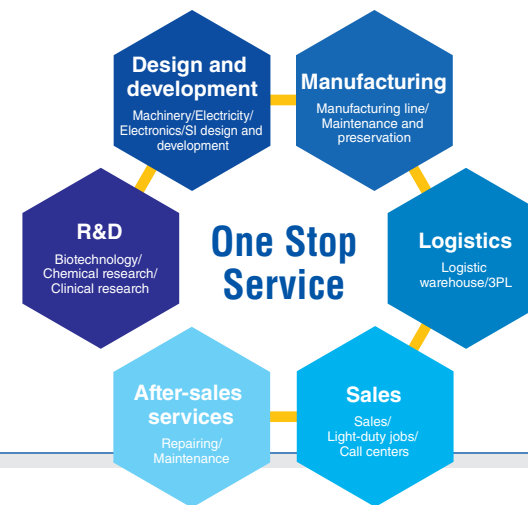 Design and
development
Machinery/Electricity/
Electronics/SI design and
development
Manufacturing
Manufacturing line/
Maintenance and
preservation
R&D
Biotechnology/
Chemical research/
Clinical research
One Stop
Service
Logistics
Logistic
warehouse/3PL
After-sales
services
Repairing/
Maintenance
Sales
Sales/
Light-duty jobs/
Call centers